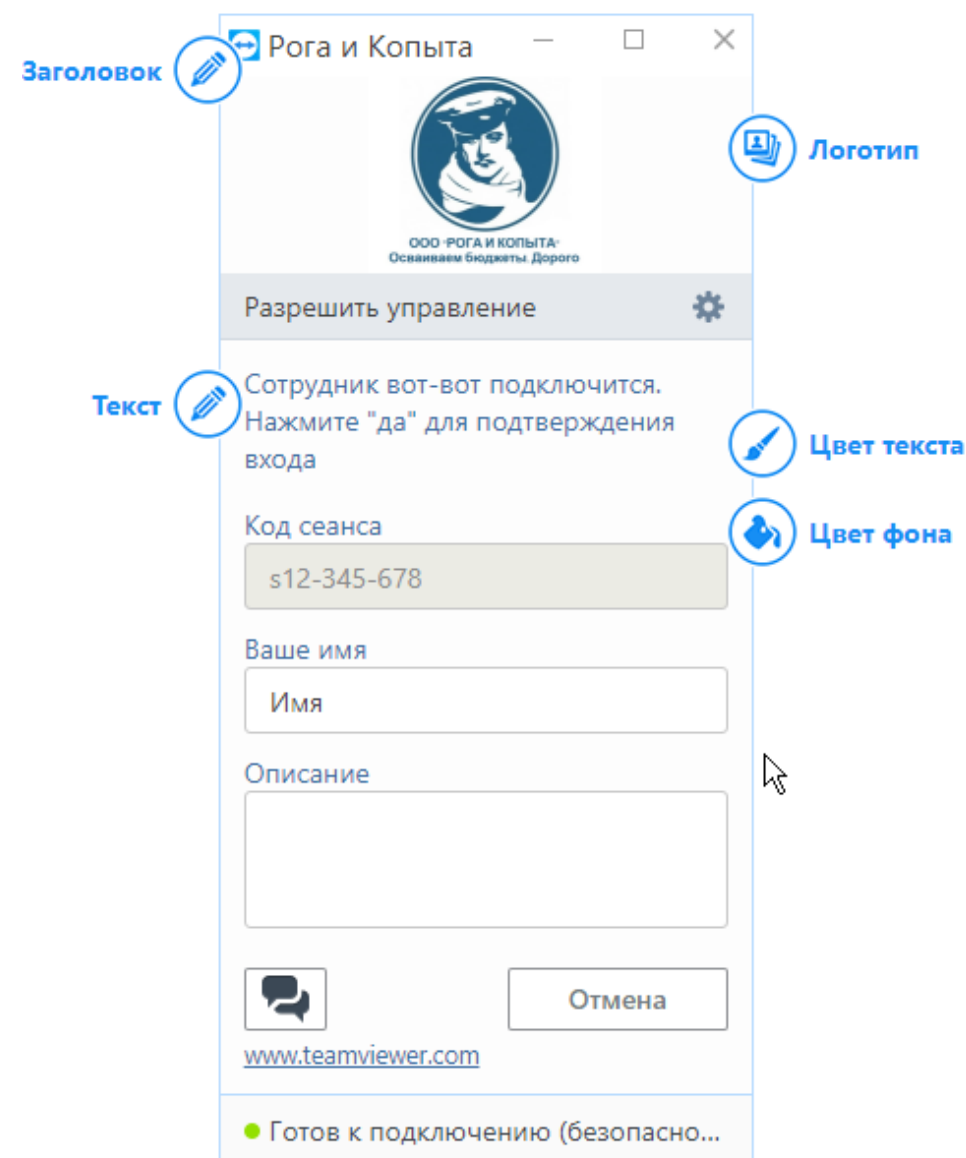 Рога и Копыта
Заголовок
Логотип
ООО "РОГА И КОПЫТА"
Осваиваем бюджеты. Дорого
Разрешить управление
Текст
Сотрудник вот-вот подключится.
Нажмите "да" для подтверждения
входа
Цвет текста
Код сеанса
Цвет фона
s12-345-678
Ваше имя
Имя
Описание
Отмена
www.teamviewer.com
Готов к подключению (безопасно...